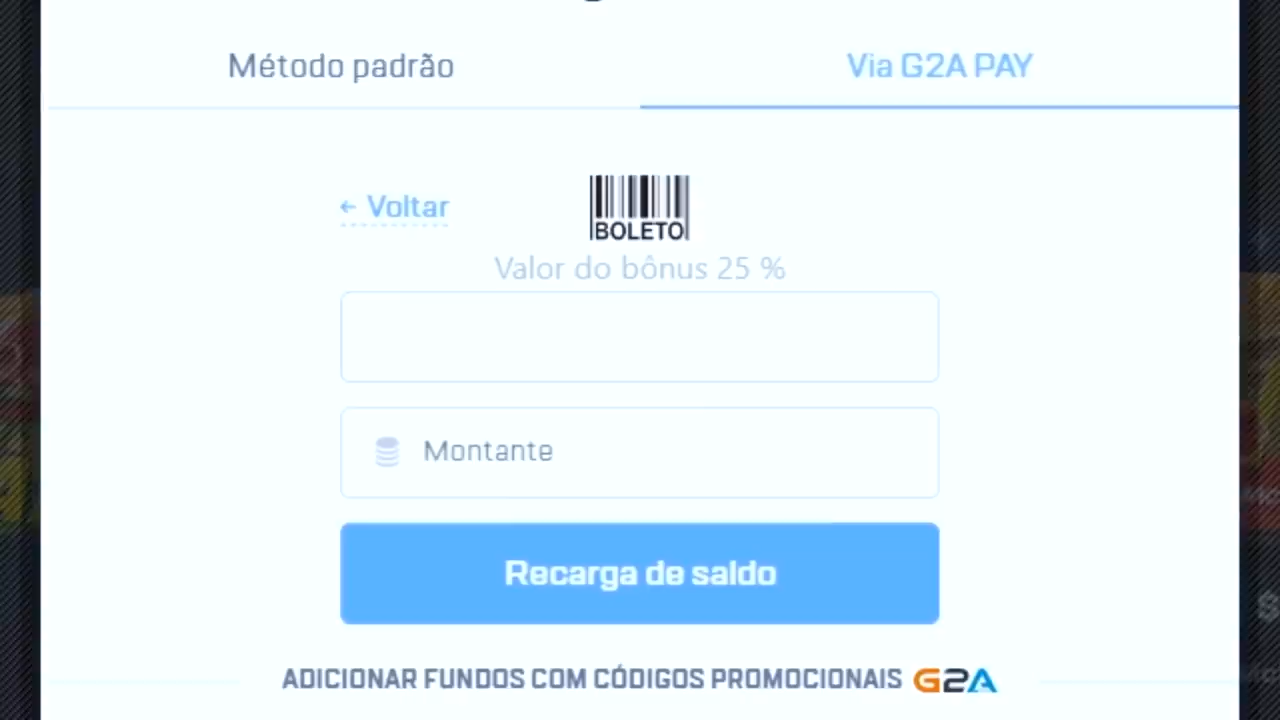 Método padrão
Via G2A PAY
← Voltar
BOLETO
Valor do bônus 25 %
Montante
Recarga de saldo
ADICIONAR FUNDOS COM CÓDIGOS PROMOCIONAIS G2A